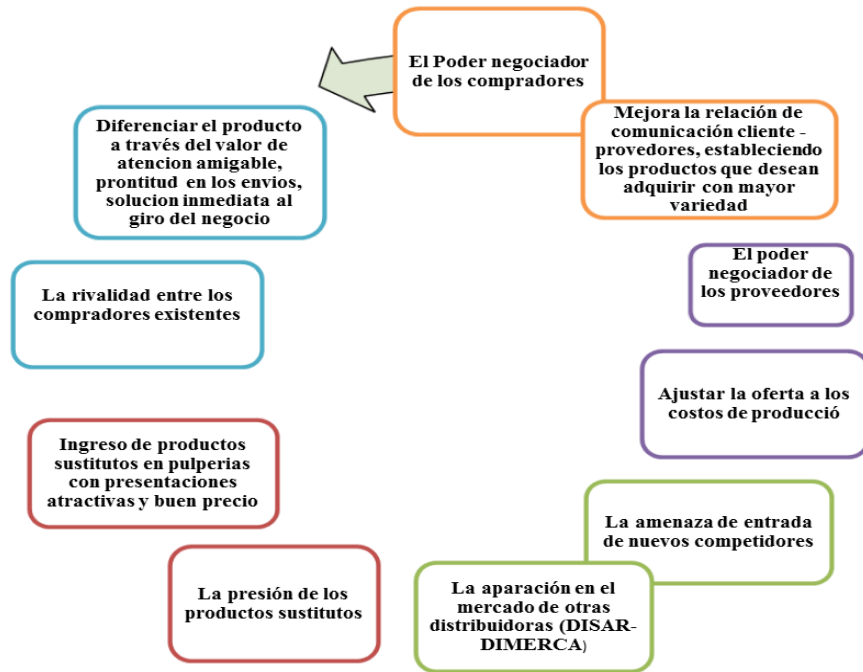 El Poder negociador
de los compradores
Mejora la relación de
comunicación cliente -
provedores, estableciendo
los productos que desean
adquirir con mayor
variedad
El poder
negociador de
los proveedores
Ajustar la oferta a los
costos de producció
La amenaza de entrada
de nuevos competidores
La aparación en el
mercado de otras
distribuidoras (DISAR-
DIMERCA)
La presión de los
productos sustitutos
Ingreso de productos
sustitutos en pulperias
con presentaciones
atractivas y buen precio
La rivalidad entre los
compradores existentes
Diferenciar el producto
a través del valor de
atencion amigable,
prontitud en los envios,
solucion inmediata al
giro del negocio